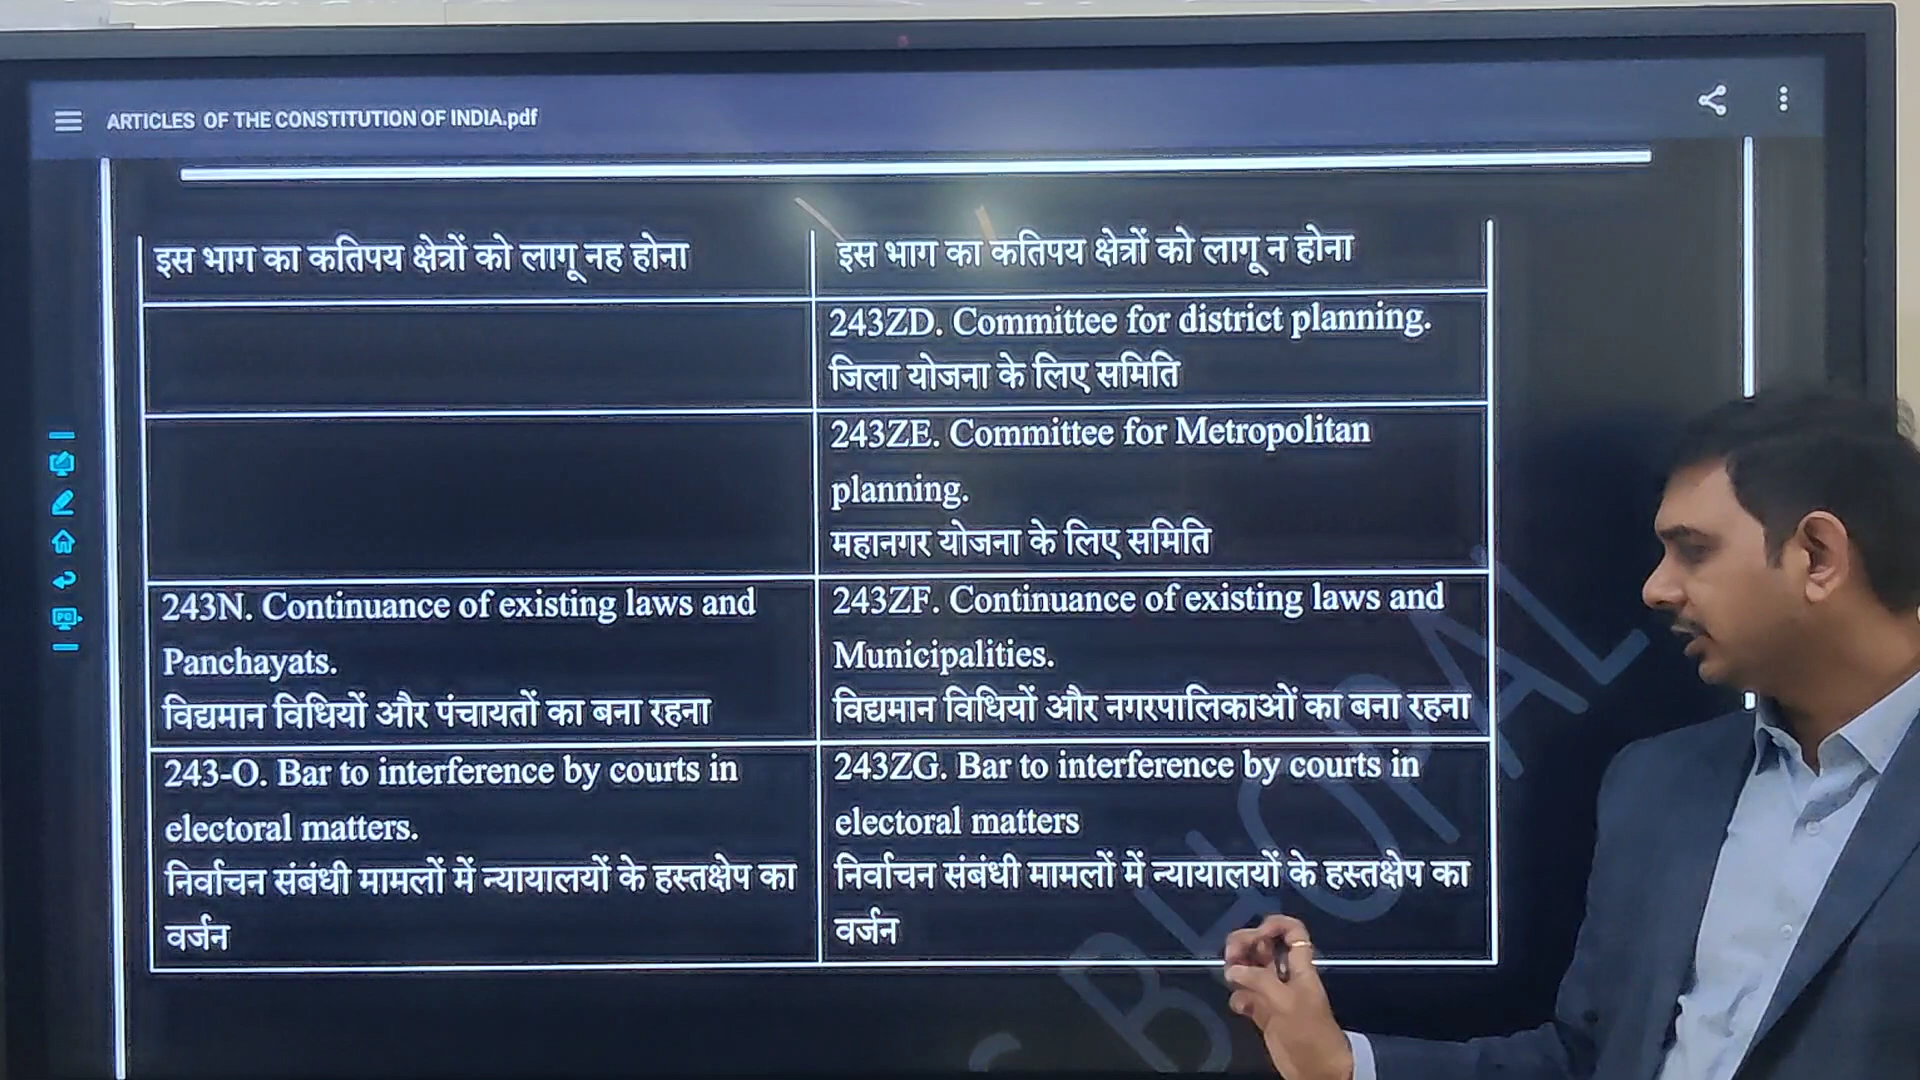 ARTICLES OF THE CONSTITUTION OF INDIA.pdf
इस भाग का कतिपय क्षेत्रों को लागू नह होना
इस भाग का कतिपय क्षेत्रों को लागू न होना
243ZD. Committee for district planning.
जिला योजना के लिए समिति
243ZE. Committee for Metropolitan
planning.
महानगर योजना के लिए समिति
243N. Continuance of existing laws and
Panchayats.
विद्यमान विधियों और पंचायतों का बना रहना
243ZF. Continuance of existing laws and
Municipalities.
विद्यमान विधियों और नगरपालिकाओं का बना रहना
243-O. Bar to interference by courts in
electoral matters.
निर्वाचन संबंधी मामलों में न्यायालयों के हस्तक्षेप का
वर्जन
243ZG. Bar to interference by courts in
electoral matters
निर्वाचन संबंधी मामलों में न्यायालयों के हस्तक्षेप का
वर्जन
BHOPAL